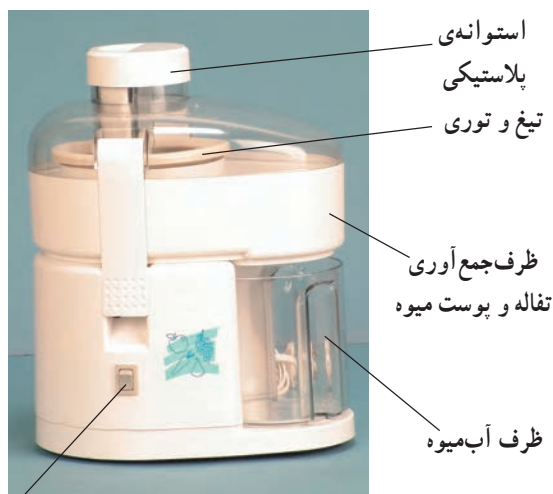 استوانه‌ی
پلاستیکی
تیغ و توری
ظرف جمع‌آوری
تفاله و پوست میوه
ظرف آب‌میوه